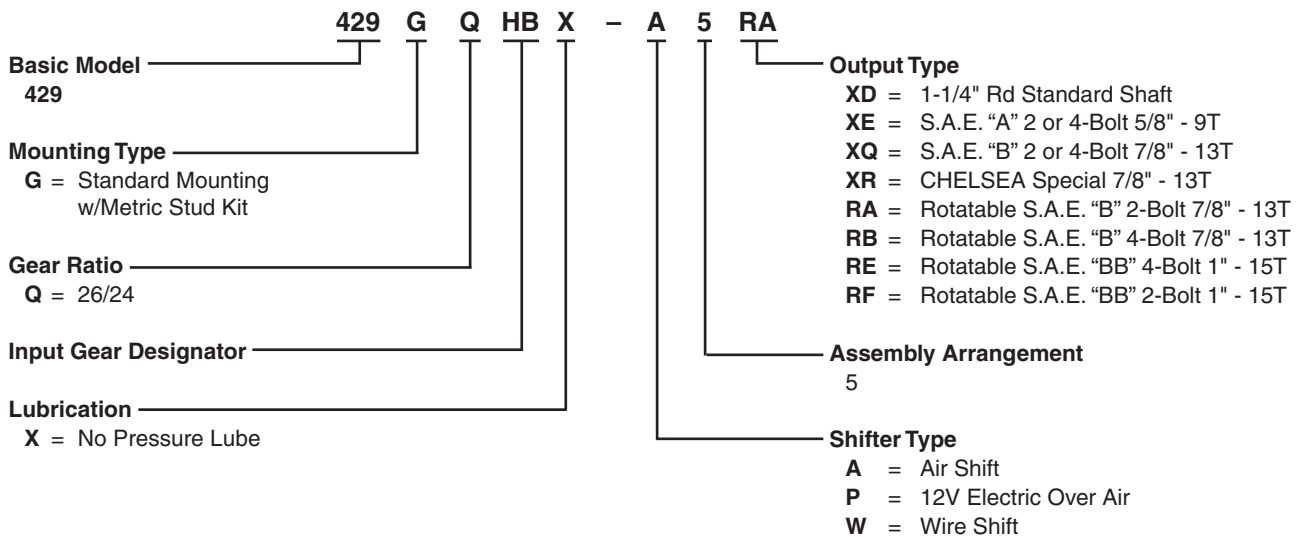 429 G Q HB X – A 5 RA
Basic Model
429
Mounting Type
G = Standard Mounting
w/Metric Stud Kit
Gear Ratio
Q = 26/24
Input Gear Designator
Lubrication
X = No Pressure Lube
Output Type
XD = 1-1/4" Rd Standard Shaft
XE = S.A.E. “A” 2 or 4-Bolt 5/8" - 9T
XQ = S.A.E. “B” 2 or 4-Bolt 7/8" - 13T
XR = CHELSEA Special 7/8" - 13T
RA = Rotatable S.A.E. “B” 2-Bolt 7/8" - 13T
RB = Rotatable S.A.E. “B” 4-Bolt 7/8" - 13T
RE = Rotatable S.A.E. “BB” 4-Bolt 1" - 15T
RF = Rotatable S.A.E. “BB” 2-Bolt 1" - 15T
Assembly Arrangement
5
Shifter Type
A = Air Shift
P = 12V Electric Over Air
W = Wire Shift